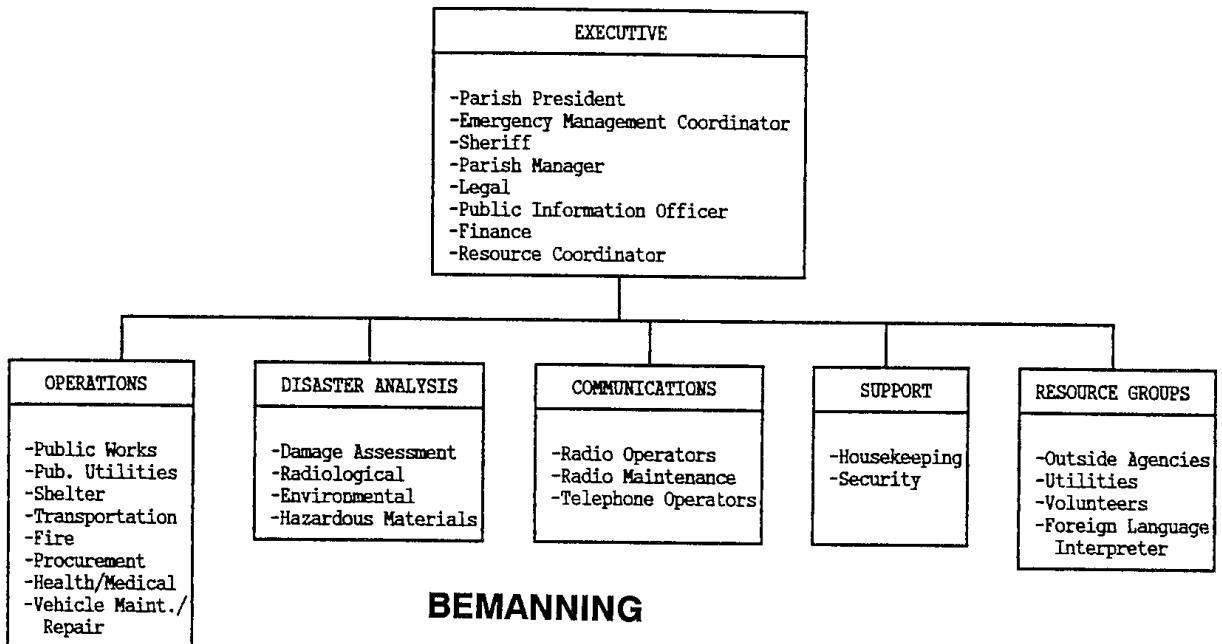 EXECUTIVE
-Parish President
-Emergency Management Coordinator
-Sheriff
-Parish Manager
-Legal
-Public Information Officer
-Finance
-Resource Coordinator
OPERATIONS
-Public Works
-Pub. Utilities
-Shelter
-Transportation
-Fire
-Procurement
-Health/Medical
-Vehicle Maint./
Repair
DISASTER ANALYSIS
-Damage Assessment
-Radiological
-Environmental
-Hazardous Materials
COMMUNICATIONS
-Radio Operators
-Radio Maintenance
-Telephone Operators
SUPPORT
-Housekeeping
-Security
RESOURCE GROUPS
-Outside Agencies
-Utilities
-Volunteers
-Foreign Language
Interpreter
BEMANNING